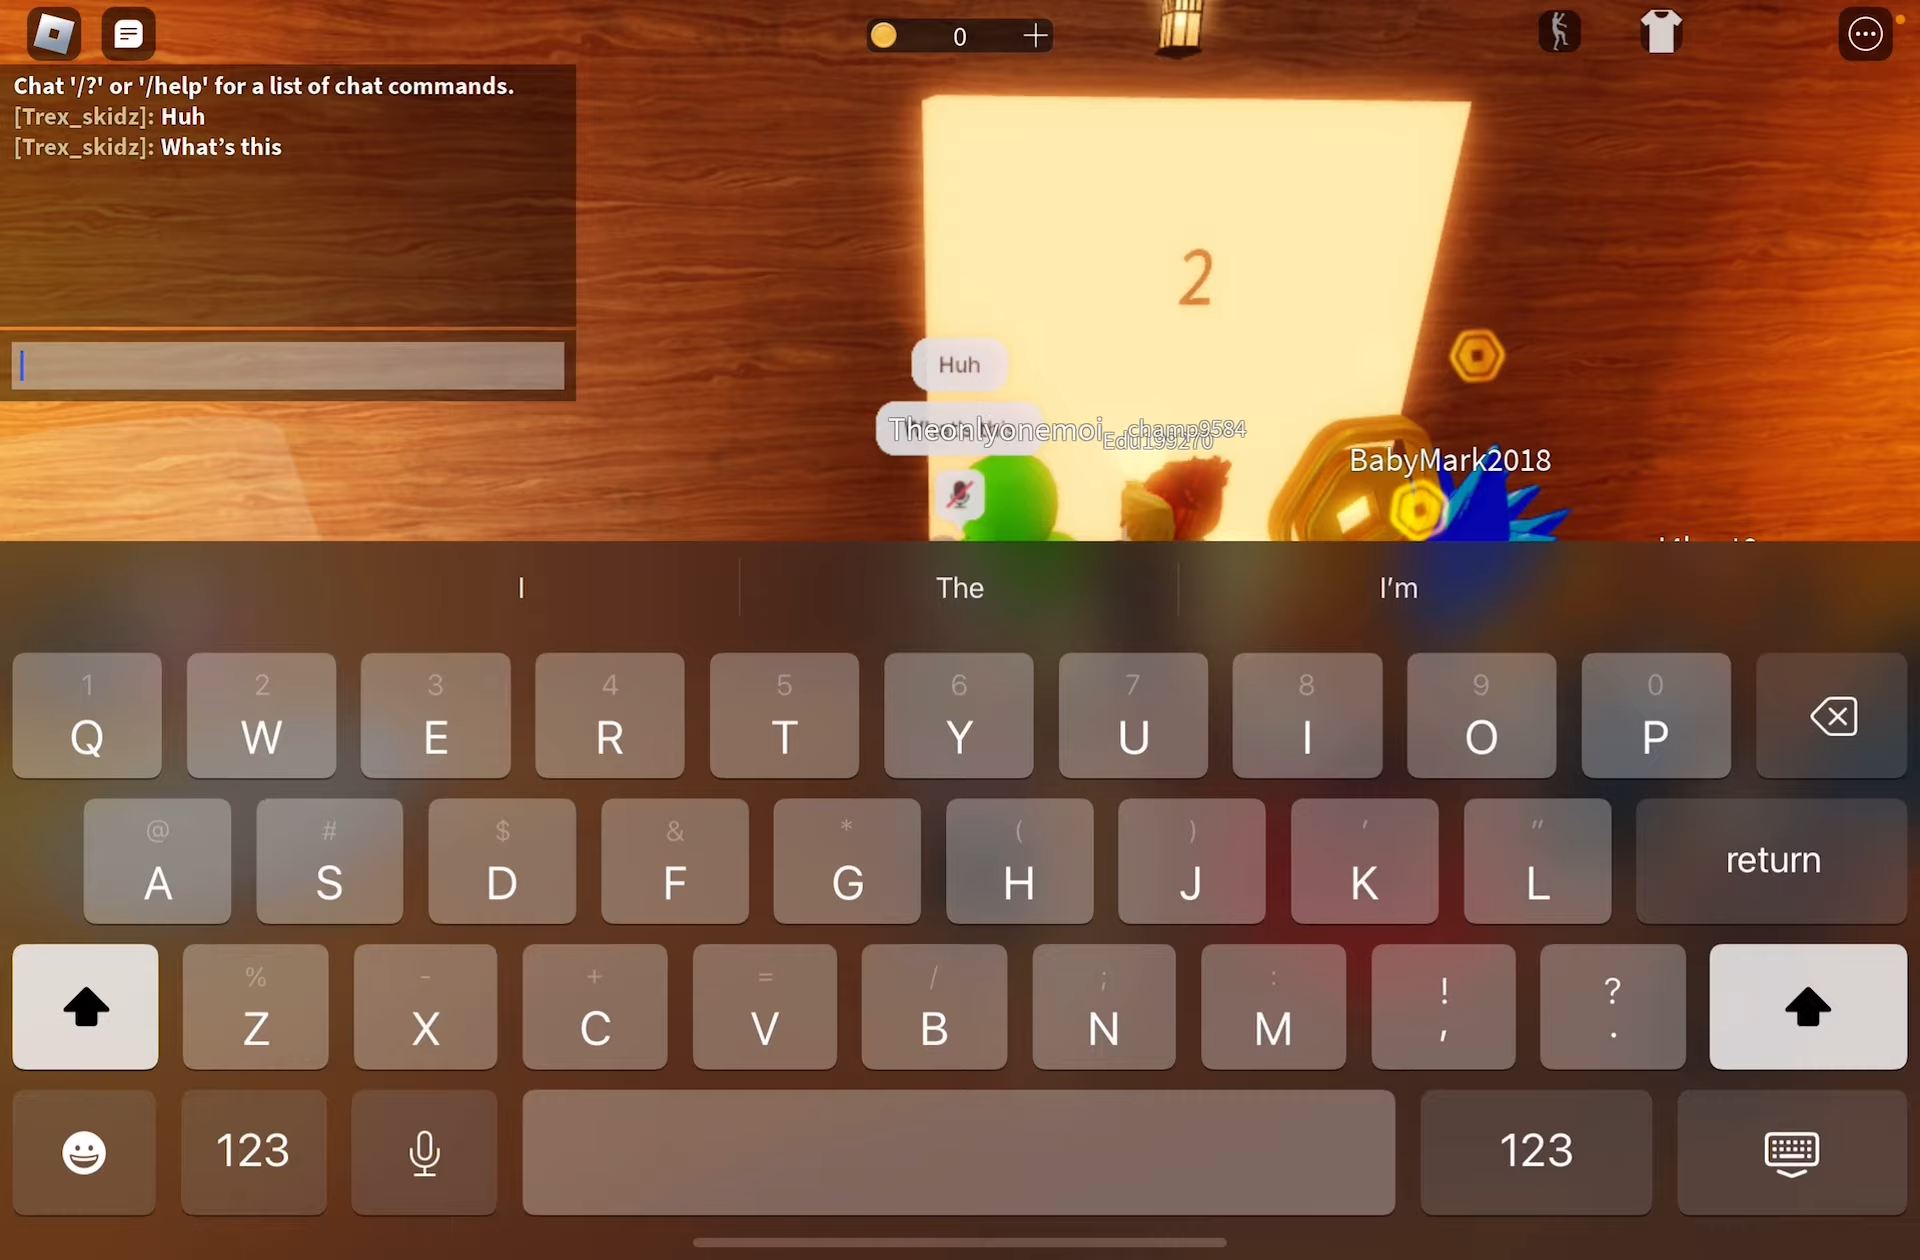 0
Chat '/?' or '/help' for a list of chat commands.
[Trex_skidz]: Huh
[Trex_skidz]: What’s this
2
Huh
Theonlyonemoi
champ9584
Edu199270
BabyMark2018
I The I’m
1 2 3 4 5 6 7 8 9 0
Q W E R T Y U I O P
@ # $ & * ( ) ’ ”
A S D F G H J K L return
% - + = / ; : ! ?
Z X C V B N M , .
123 123